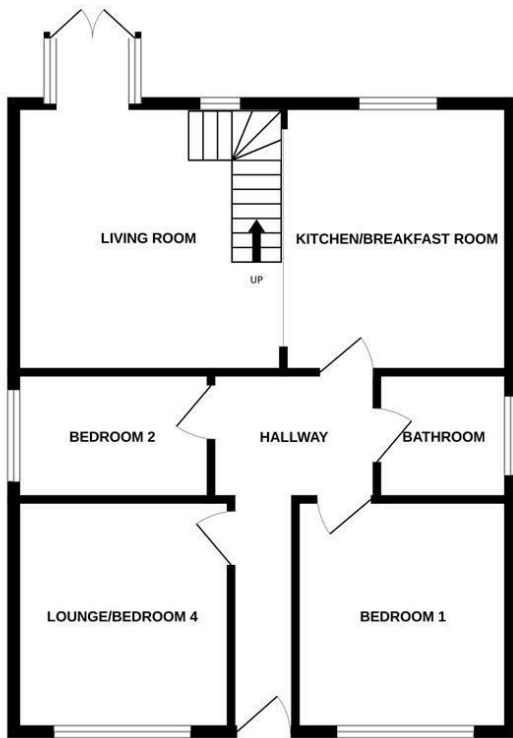 LIVING ROOM
KITCHEN/BREAKFAST ROOM
UP
BEDROOM 2
HALLWAY
BATHROOM
LOUNGE/BEDROOM 4
BEDROOM 1